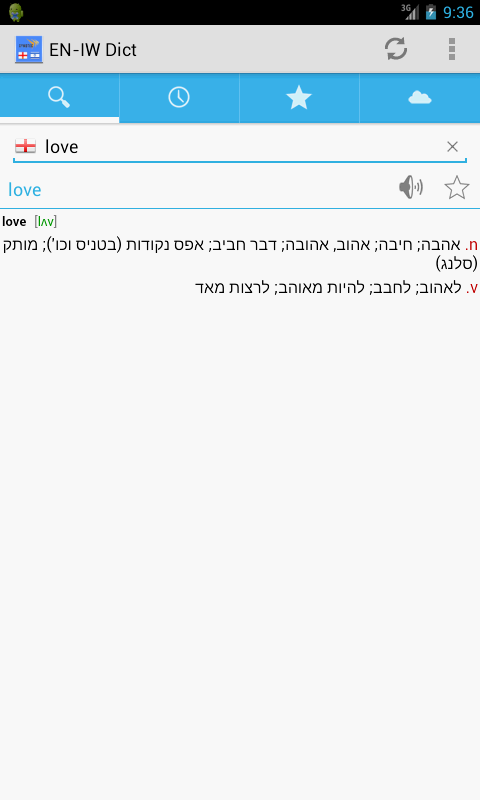 3G 9:36
EN-IW Dict
love
love
love [lʌv]
n. אהבה; חיבה; אהוב, אהובה; דבר חביב; אפס נקודות (בטניס וכו'); מותק
(סלנג)
v. לאהוב; לחבב; להיות מאוהב; לרצות מאד